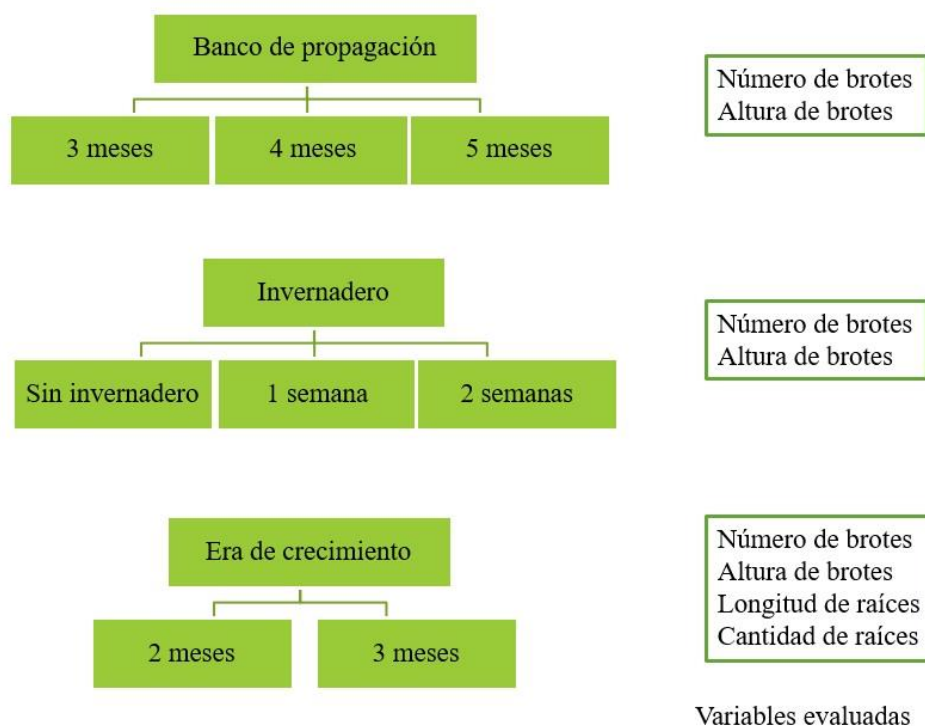 Banco de propagación
3 meses
4 meses
5 meses
Número de brotes
Altura de brotes
Invernadero
Sin invernadero
1 semana
2 semanas
Número de brotes
Altura de brotes
Era de crecimiento
2 meses
3 meses
Número de brotes
Altura de brotes
Longitud de raíces
Cantidad de raíces
Variables evaluadas